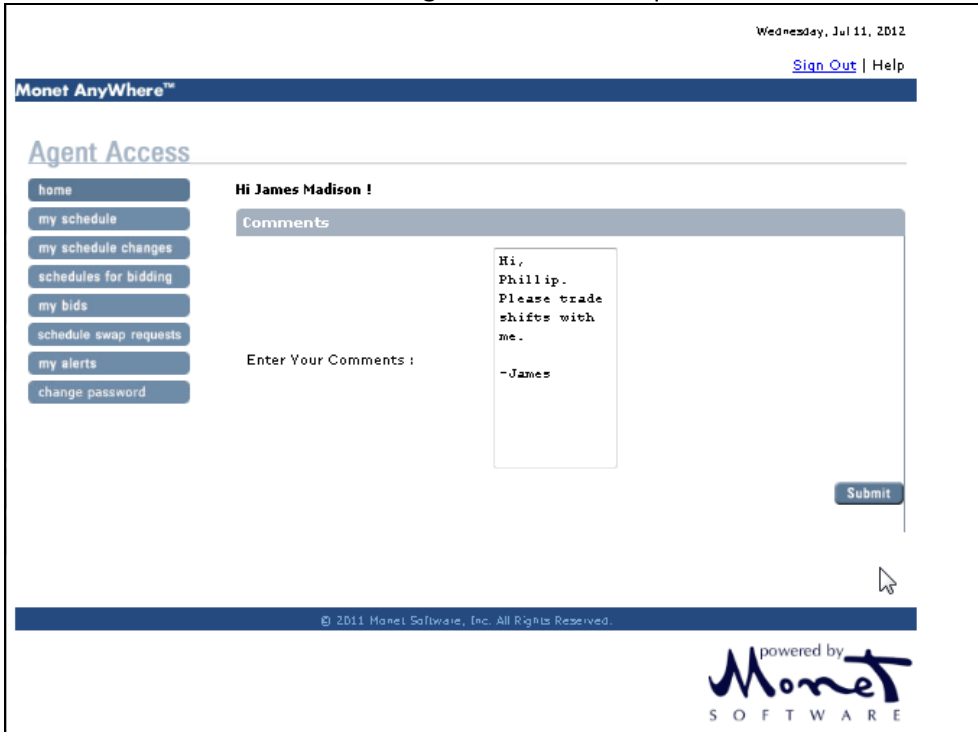 Wednesday, Jul 11, 2012
Sign Out | Help
Monet AnyWhere™
Agent Access
home
my schedule
my schedule changes
schedules for bidding
my bids
schedule swap requests
my alerts
change password
Hi James Madison !
Comments
Enter Your Comments :
Hi,
Phillip.
Please trade
shifts with
me.
-James
Submit
© 2011 Monet Software, Inc. All Rights Reserved.
powered by
Monet
SOFTWARE